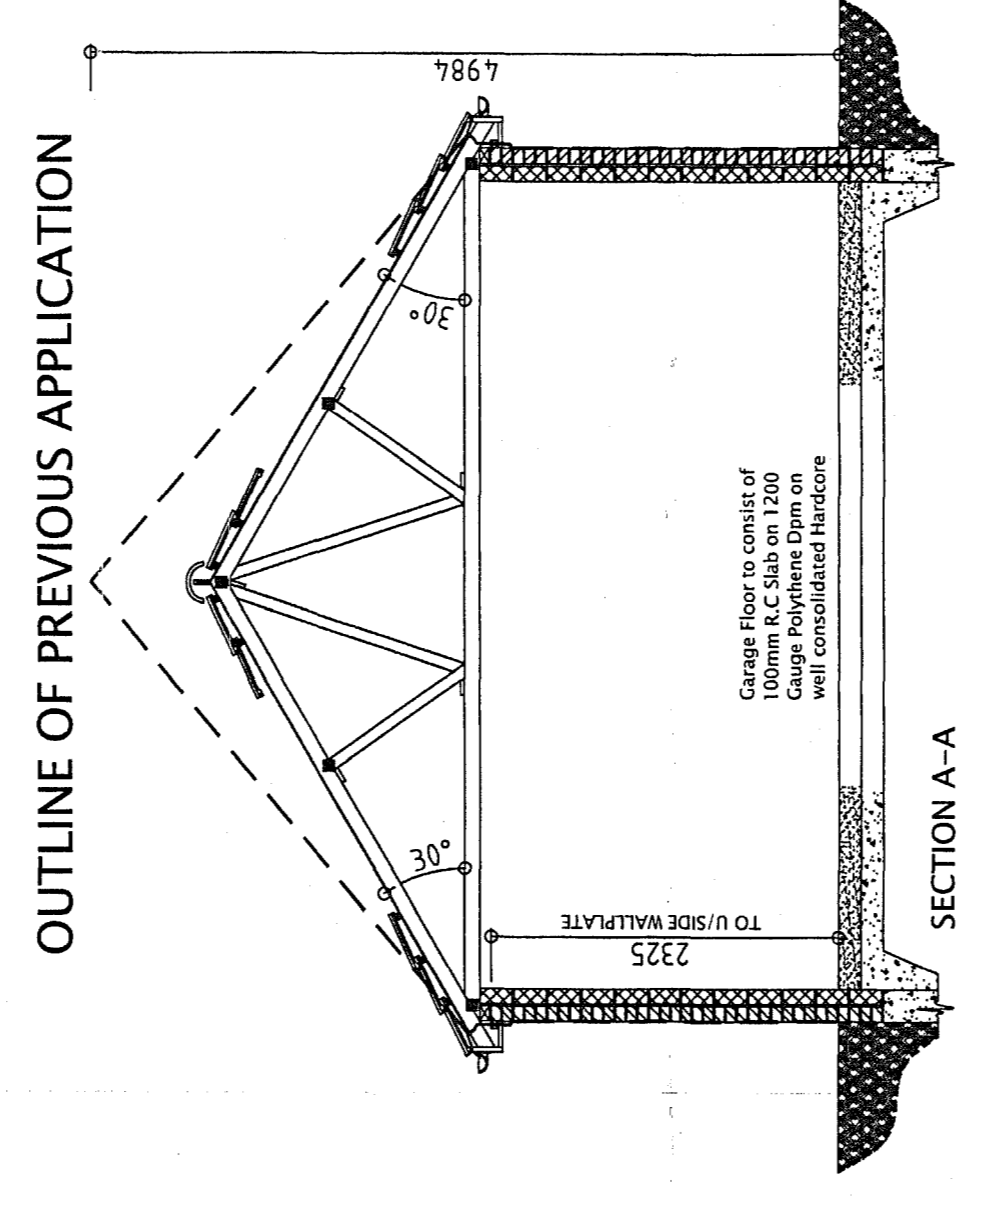 OUTLINE OF PREVIOUS APPLICATION
4984
30°
30°
Garage Floor to consist of
100mm R.C Slab on 1200
Gauge Polythene Dpm on
well consolidated Hardcore
2325
TO U/SIDE WALLPLATE
SECTION A-A